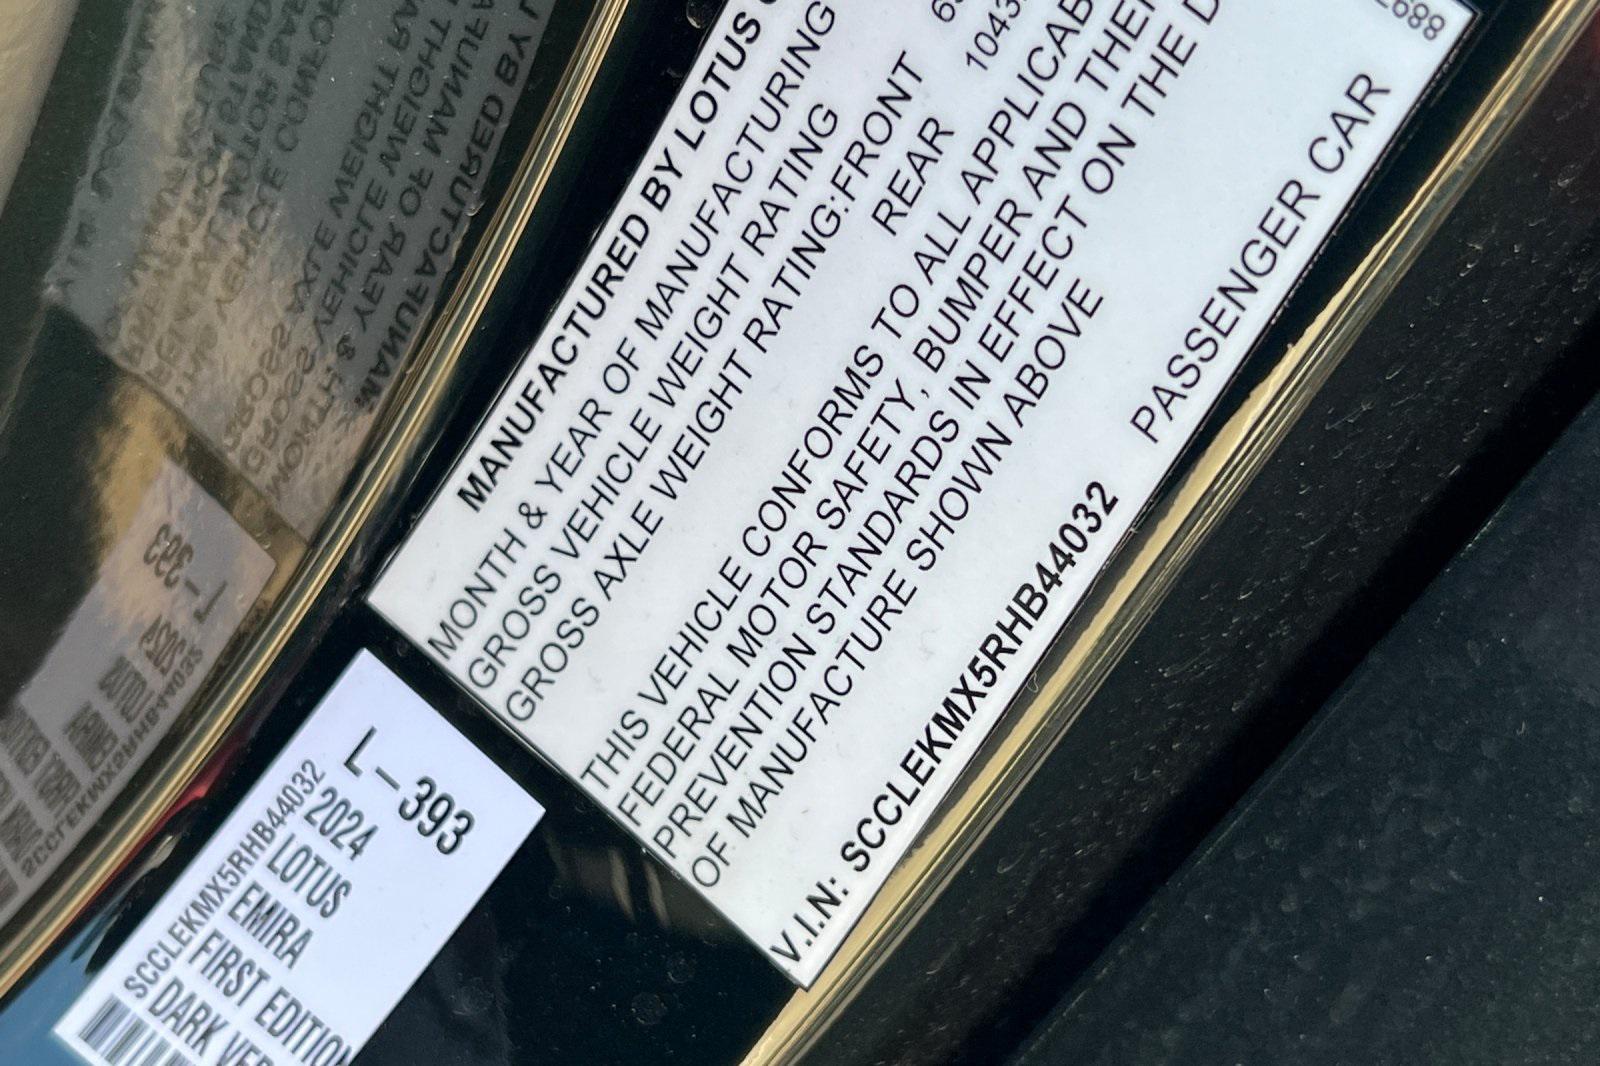 MANUFACTURED BY LOTUS
MONTH & YEAR OF MANUFACTURING
GROSS VEHICLE WEIGHT RATING
GROSS AXLE WEIGHT RATING:FRONT
REAR
THIS VEHICLE CONFORMS TO ALL
FEDERAL MOTOR SAFETY, BUMPER AND
PREVENTION STANDARDS IN EFFECT ON THE
OF MANUFACTURE SHOWN ABOVE
V.I.N: SCCLEKMX5RHB44032 PASSENGER CAR
L-393
SCCLEKMX5RHB44032
2024
LOTUS
EMIRA
FIRST EDITION
DARK